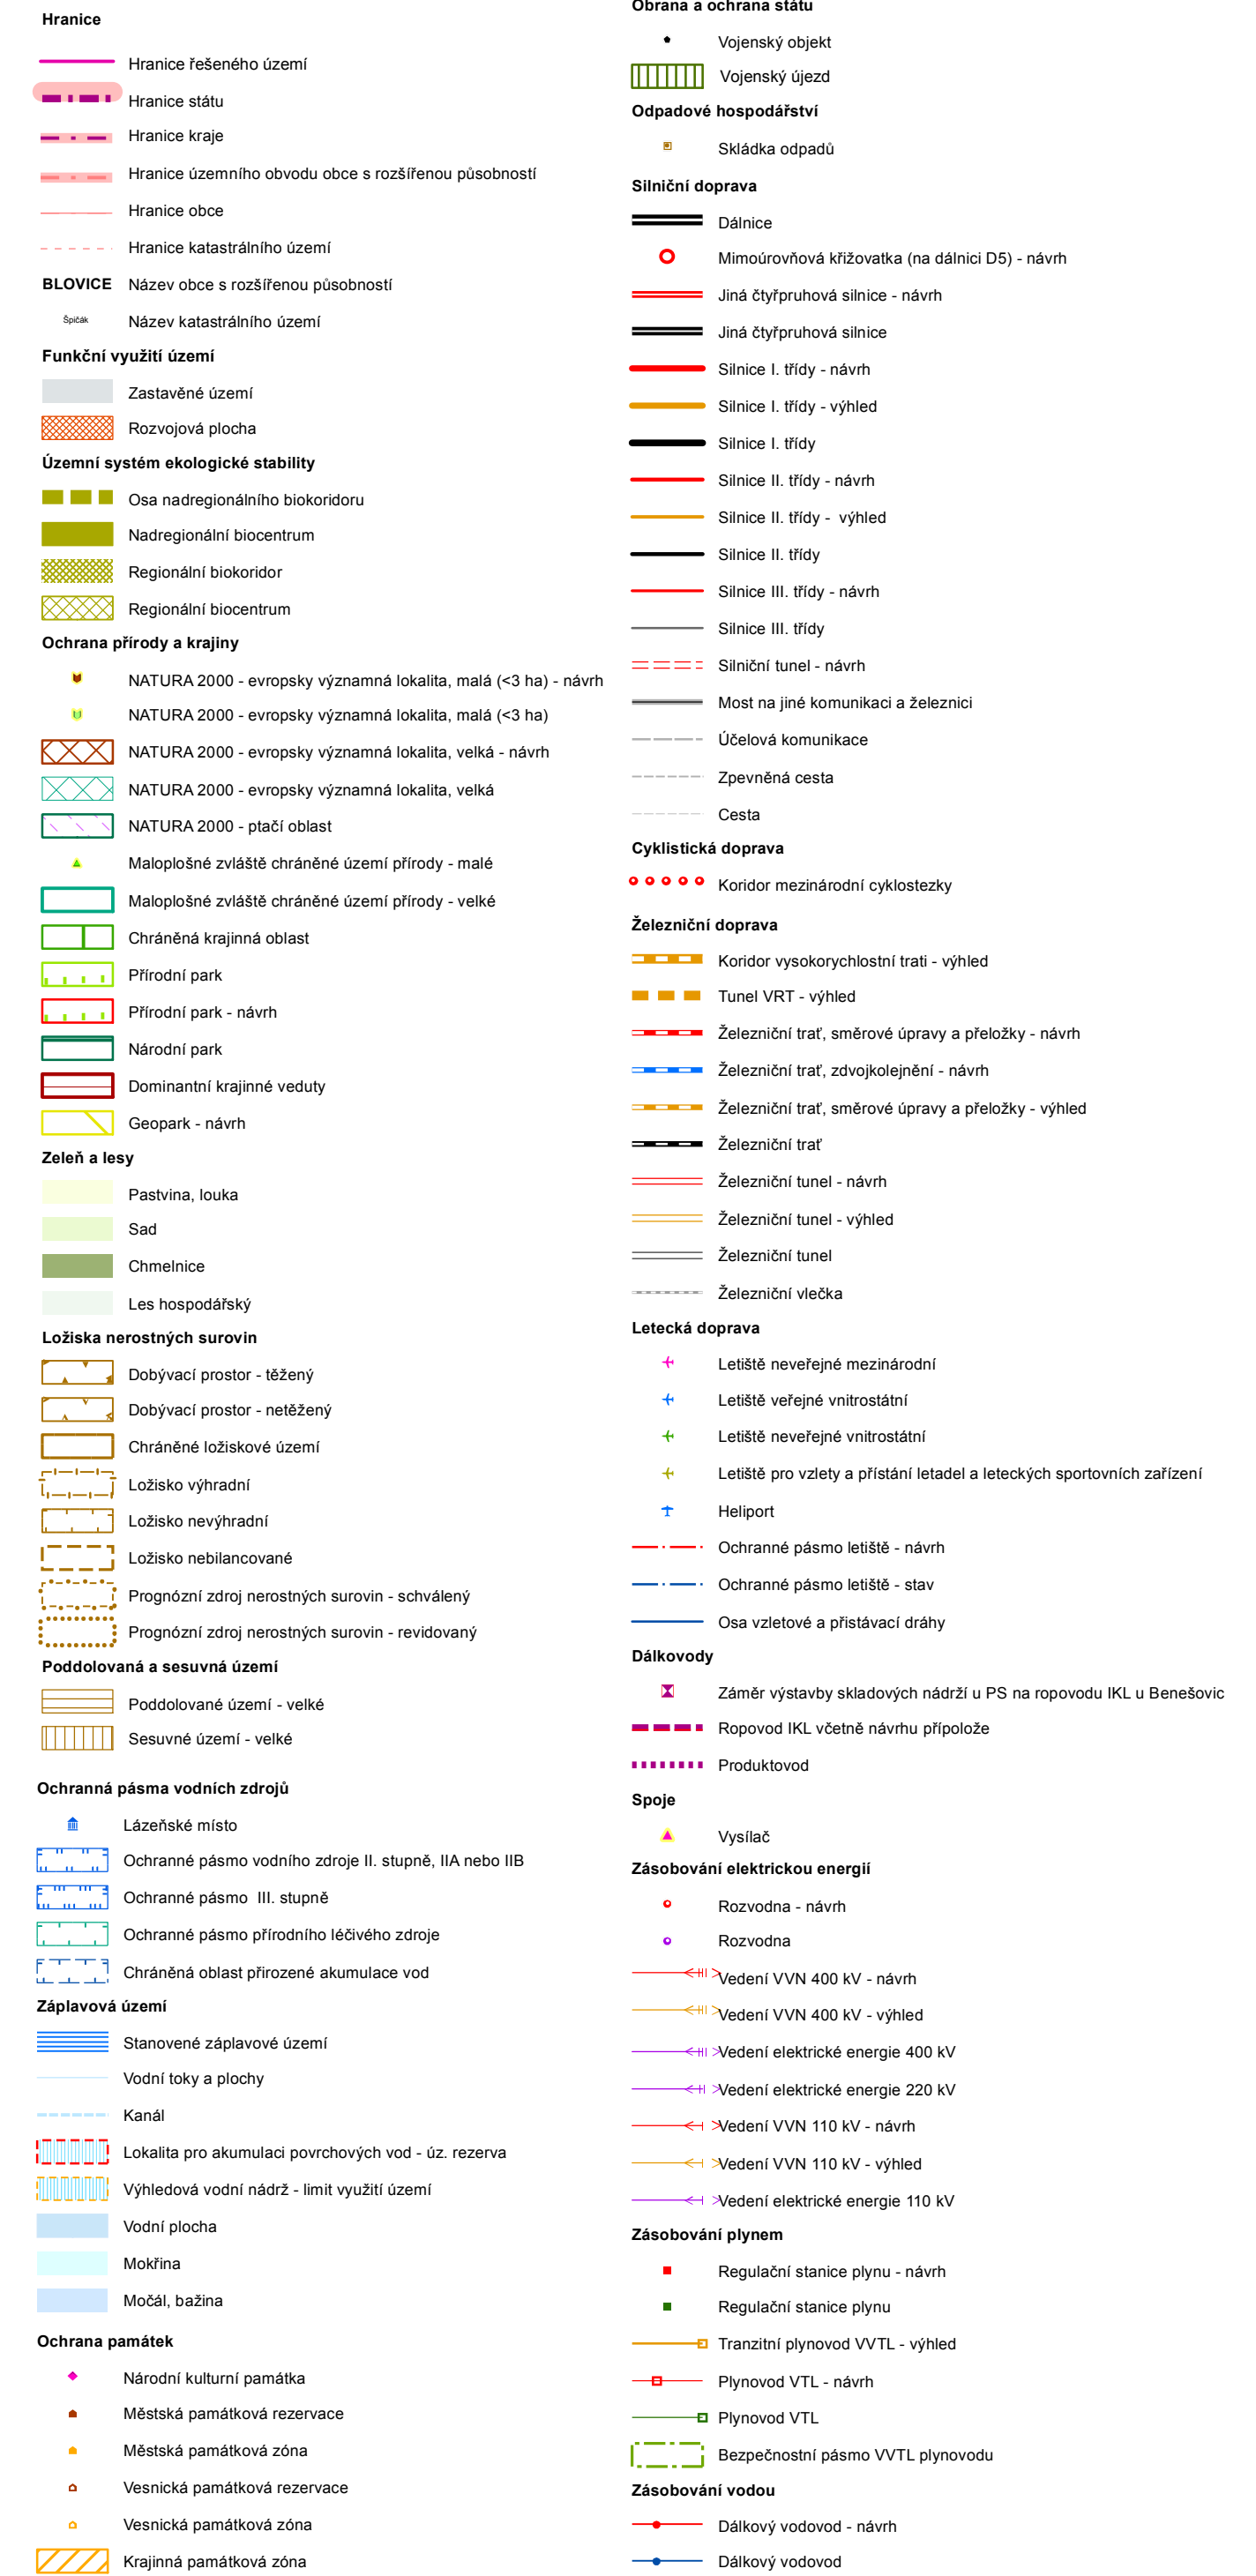 Hranice
Hranice řešeného území
Hranice státu
Hranice kraje
Hranice územního obvodu obce s rozšířenou působností
Hranice obce
Hranice katastrálního území
BLOVICE Název obce s rozšířenou působností
Špičák Název katastrálního území
Funkční využití území
Zastavěné území
Rozvojová plocha
Územní systém ekologické stability
Osa nadregionálního biokoridoru
Nadregionální biocentrum
Regionální biokoridor
Regionální biocentrum
Ochrana přírody a krajiny
NATURA 2000 - evropsky významná lokalita, malá (<3 ha) - návrh
NATURA 2000 - evropsky významná lokalita, malá (<3 ha)
NATURA 2000 - evropsky významná lokalita, velká - návrh
NATURA 2000 - evropsky významná lokalita, velká
NATURA 2000 - ptačí oblast
Maloplošné zvláště chráněné území přírody - malé
Maloplošné zvláště chráněné území přírody - velké
Chráněná krajinná oblast
Přírodní park
Přírodní park - návrh
Národní park
Dominantní krajinné veduty
Geopark - návrh
Zeleň a lesy
Pastvina, louka
Sad
Chmelnice
Les hospodářský
Ložiska nerostných surovin
Dobývací prostor - těžený
Dobývací prostor - netěžený
Chráněné ložiskové území
Ložisko výhradní
Ložisko nevýhradní
Ložisko nebilancované
Prognózní zdroj nerostných surovin - schválený
Prognózní zdroj nerostných surovin - revidovaný
Poddolovaná a sesuvná území
Poddolované území - velké
Sesuvné území - velké
Ochranná pásma vodních zdrojů
Lázeňské místo
Ochranné pásmo vodního zdroje II. stupně, IIA nebo IIB
Ochranné pásmo III. stupně
Ochranné pásmo přírodního léčivého zdroje
Chráněná oblast přirozené akumulace vod
Záplavová území
Stanovené záplavové území
Vodní toky a plochy
Kanál
Lokalita pro akumulaci povrchových vod - úz. rezerva
Výhledová vodní nádrž - limit využití území
Vodní plocha
Mokřina
Močál, bažina
Ochrana památek
Národní kulturní památka
Městská památková rezervace
Městská památková zóna
Vesnická památková rezervace
Vesnická památková zóna
Krajinná památková zóna
Obrana a ochrana státu
Vojenský objekt
Vojenský újezd
Odpadové hospodářství
Skládka odpadů
Silniční doprava
Dálnice
Mimoúrovňová křižovatka (na dálnici D5) - návrh
Jiná čtyřpruhová silnice - návrh
Jiná čtyřpruhová silnice
Silnice I. třídy - návrh
Silnice I. třídy - výhled
Silnice I. třídy
Silnice II. třídy - návrh
Silnice II. třídy - výhled
Silnice II. třídy
Silnice III. třídy - návrh
Silnice III. třídy
Silniční tunel - návrh
Most na jiné komunikaci a železnici
Účelová komunikace
Zpevněná cesta
Cesta
Cyklistická doprava
Koridor mezinárodní cyklostezky
Železniční doprava
Koridor vysokorychlostní trati - výhled
Tunel VRT - výhled
Železniční trať, směrové úpravy a přeložky - návrh
Železniční trať, zdvojkolejnění - návrh
Železniční trať, směrové úpravy a přeložky - výhled
Železniční trať
Železniční tunel - návrh
Železniční tunel - výhled
Železniční tunel
Železniční vlečka
Letecká doprava
Letiště neveřejné mezinárodní
Letiště veřejné vnitrostátní
Letiště neveřejné vnitrostátní
Letiště pro vzlety a přístání letadel a leteckých sportovních zařízení
Heliport
Ochranné pásmo letiště - návrh
Ochranné pásmo letiště - stav
Osa vzletové a přistávací dráhy
Dálkovody
Záměr výstavby skladových nádrží u PS na ropovodu IKL u Benešovic
Ropovod IKL včetně návrhu přípolože
Produktovod
Spoje
Vysílač
Zásobování elektrickou energií
Rozvodna - návrh
Rozvodna
Vedení VVN 400 kV - návrh
Vedení VVN 400 kV - výhled
Vedení elektrické energie 400 kV
Vedení elektrické energie 220 kV
Vedení VVN 110 kV - návrh
Vedení VVN 110 kV - výhled
Vedení elektrické energie 110 kV
Zásobování plynem
Regulační stanice plynu - návrh
Regulační stanice plynu
Tranzitní plynovod VVTL - výhled
Plynovod VTL - návrh
Plynovod VTL
Bezpečnostní pásmo VVTL plynovodu
Zásobování vodou
Dálkový vodovod - návrh
Dálkový vodovod